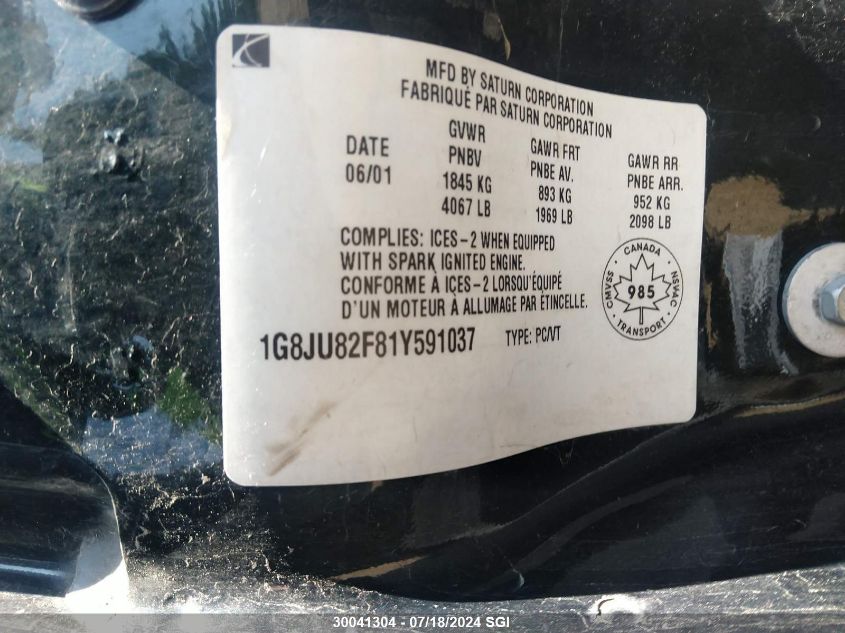 MFD BY SATURN CORPORATION
FABRIQUÉ PAR SATURN CORPORATION
DATE
06/01
GVWR
PNBV
1845 KG
4067 LB
GAWR FRT
PNBE AV.
893 KG
1969 LB
GAWR RR
PNBE ARR.
952 KG
2098 LB
COMPLIES: ICES-2 WHEN EQUIPPED
WITH SPARK IGNITED ENGINE.
CONFORME À ICES-2 LORSQU'ÉQUIPÉ
D'UN MOTEUR À ALLUMAGE PAR ÉTINCELLE.
CANADA
CMVSS
985
NSVAC
TRANSPORT
1G8JU82F81Y591037 TYPE: PC/VT
30041304 - 07/18/2024 SGI